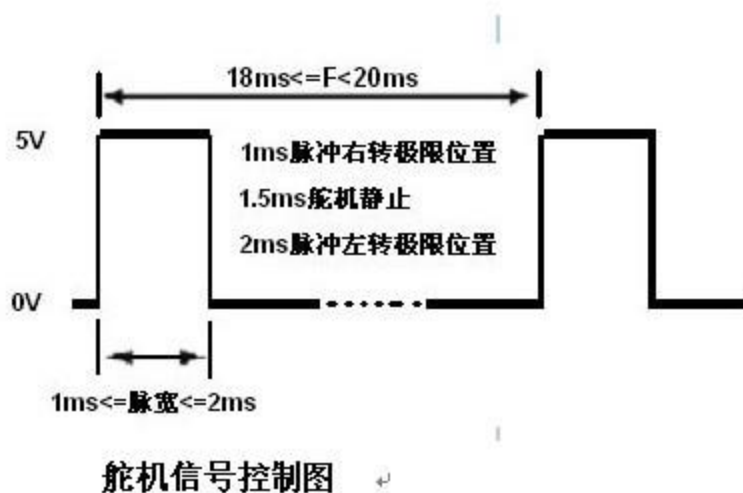 18ms<=F<20ms
5V
1ms脉冲右转极限位置
1.5ms舵机静止
2ms脉冲左转极限位置
0V
1ms<=脉宽<=2ms
舵机信号控制图